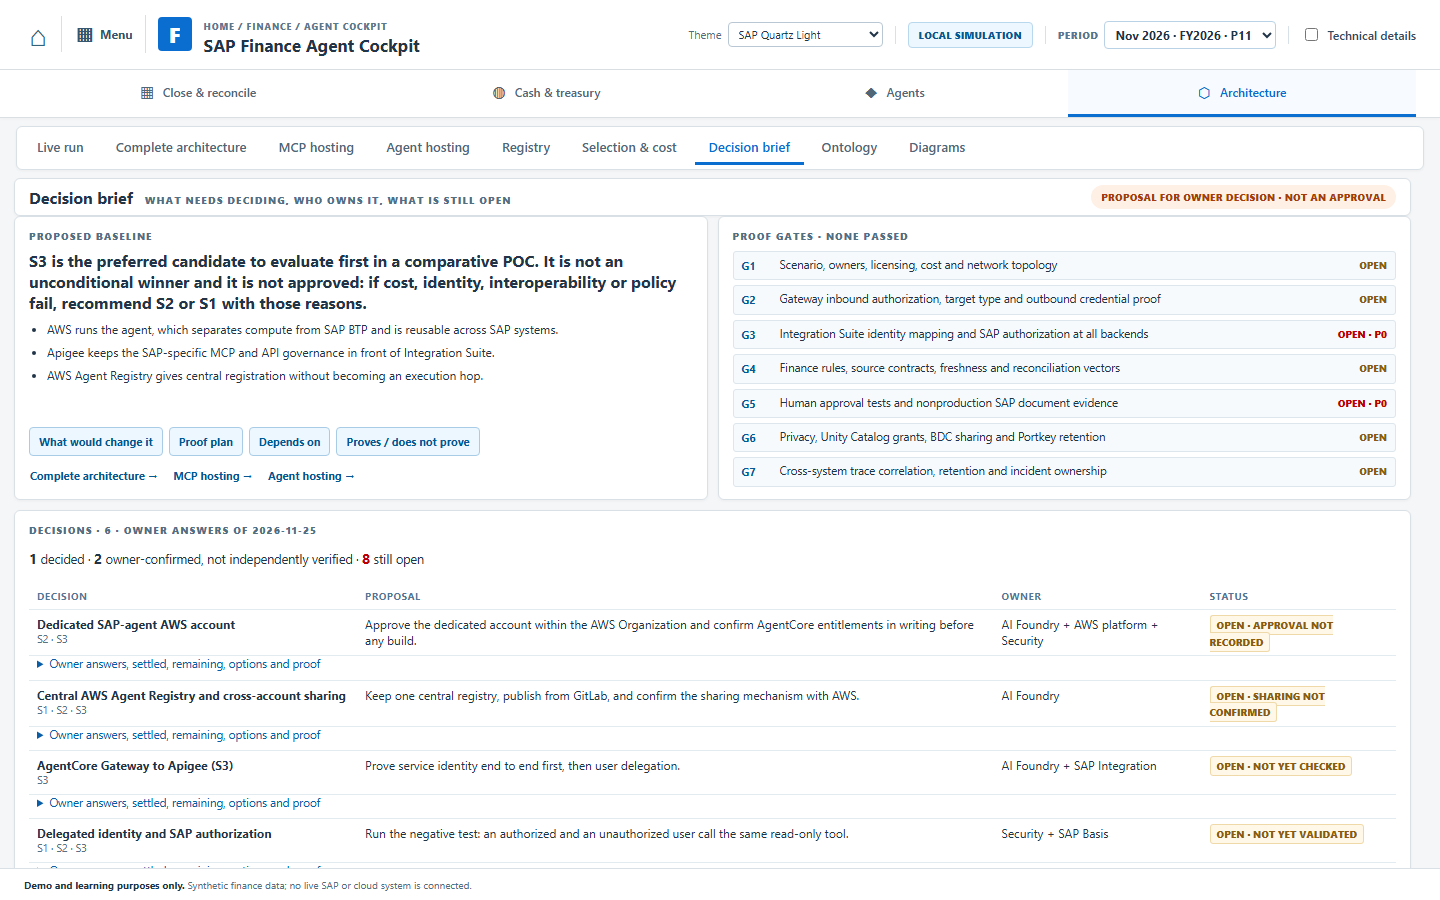 HOME / FINANCE / AGENT COCKPIT
Menu
F
SAP Finance Agent Cockpit
Theme
SAP Quartz Light
LOCAL SIMULATION
PERIOD
Nov 2026 · FY2026 · P11
Technical details
Close & reconcile
Cash & treasury
Agents
Architecture
Live run
Complete architecture
MCP hosting
Agent hosting
Registry
Selection & cost
Decision brief
Ontology
Diagrams
Decision brief
WHAT NEEDS DECIDING, WHO OWNS IT, WHAT IS STILL OPEN
PROPOSAL FOR OWNER DECISION · NOT AN APPROVAL
PROPOSED BASELINE
S3 is the preferred candidate to evaluate first in a comparative POC. It is not an
unconditional winner and it is not approved: if cost, identity, interoperability or policy
fail, recommend S2 or S1 with those reasons.
• AWS runs the agent, which separates compute from SAP BTP and is reusable across SAP systems.
• Apigee keeps the SAP-specific MCP and API governance in front of Integration Suite.
• AWS Agent Registry gives central registration without becoming an execution hop.
What would change it
Proof plan
Depends on
Proves / does not prove
Complete architecture →
MCP hosting →
Agent hosting →
PROOF GATES · NONE PASSED
G1 Scenario, owners, licensing, cost and network topology OPEN
G2 Gateway inbound authorization, target type and outbound credential proof OPEN
G3 Integration Suite identity mapping and SAP authorization at all backends OPEN · P0
G4 Finance rules, source contracts, freshness and reconciliation vectors OPEN
G5 Human approval tests and nonproduction SAP document evidence OPEN · P0
G6 Privacy, Unity Catalog grants, BDC sharing and Portkey retention OPEN
G7 Cross-system trace correlation, retention and incident ownership OPEN
DECISIONS · 6 · OWNER ANSWERS OF 2026-11-25
1 decided · 2 owner-confirmed, not independently verified · 8 still open
DECISION PROPOSAL OWNER STATUS
Dedicated SAP-agent AWS account
S2 · S3
Approve the dedicated account within the AWS Organization and confirm AgentCore entitlements in writing before
any build.
AI Foundry + AWS platform +
Security
OPEN · APPROVAL NOT
RECORDED
▶ Owner answers, settled, remaining, options and proof
Central AWS Agent Registry and cross-account sharing
S1 · S2 · S3
Keep one central registry, publish from GitLab, and confirm the sharing mechanism with AWS.
AI Foundry
OPEN · SHARING NOT
CONFIRMED
▶ Owner answers, settled, remaining, options and proof
AgentCore Gateway to Apigee (S3)
S3
Prove service identity end to end first, then user delegation.
AI Foundry + SAP Integration
OPEN · NOT YET CHECKED
▶ Owner answers, settled, remaining, options and proof
Delegated identity and SAP authorization
S1 · S2 · S3
Run the negative test: an authorized and an unauthorized user call the same read-only tool.
Security + SAP Basis
OPEN · NOT YET VALIDATED
Demo and learning purposes only. Synthetic finance data; no live SAP or cloud system is connected.